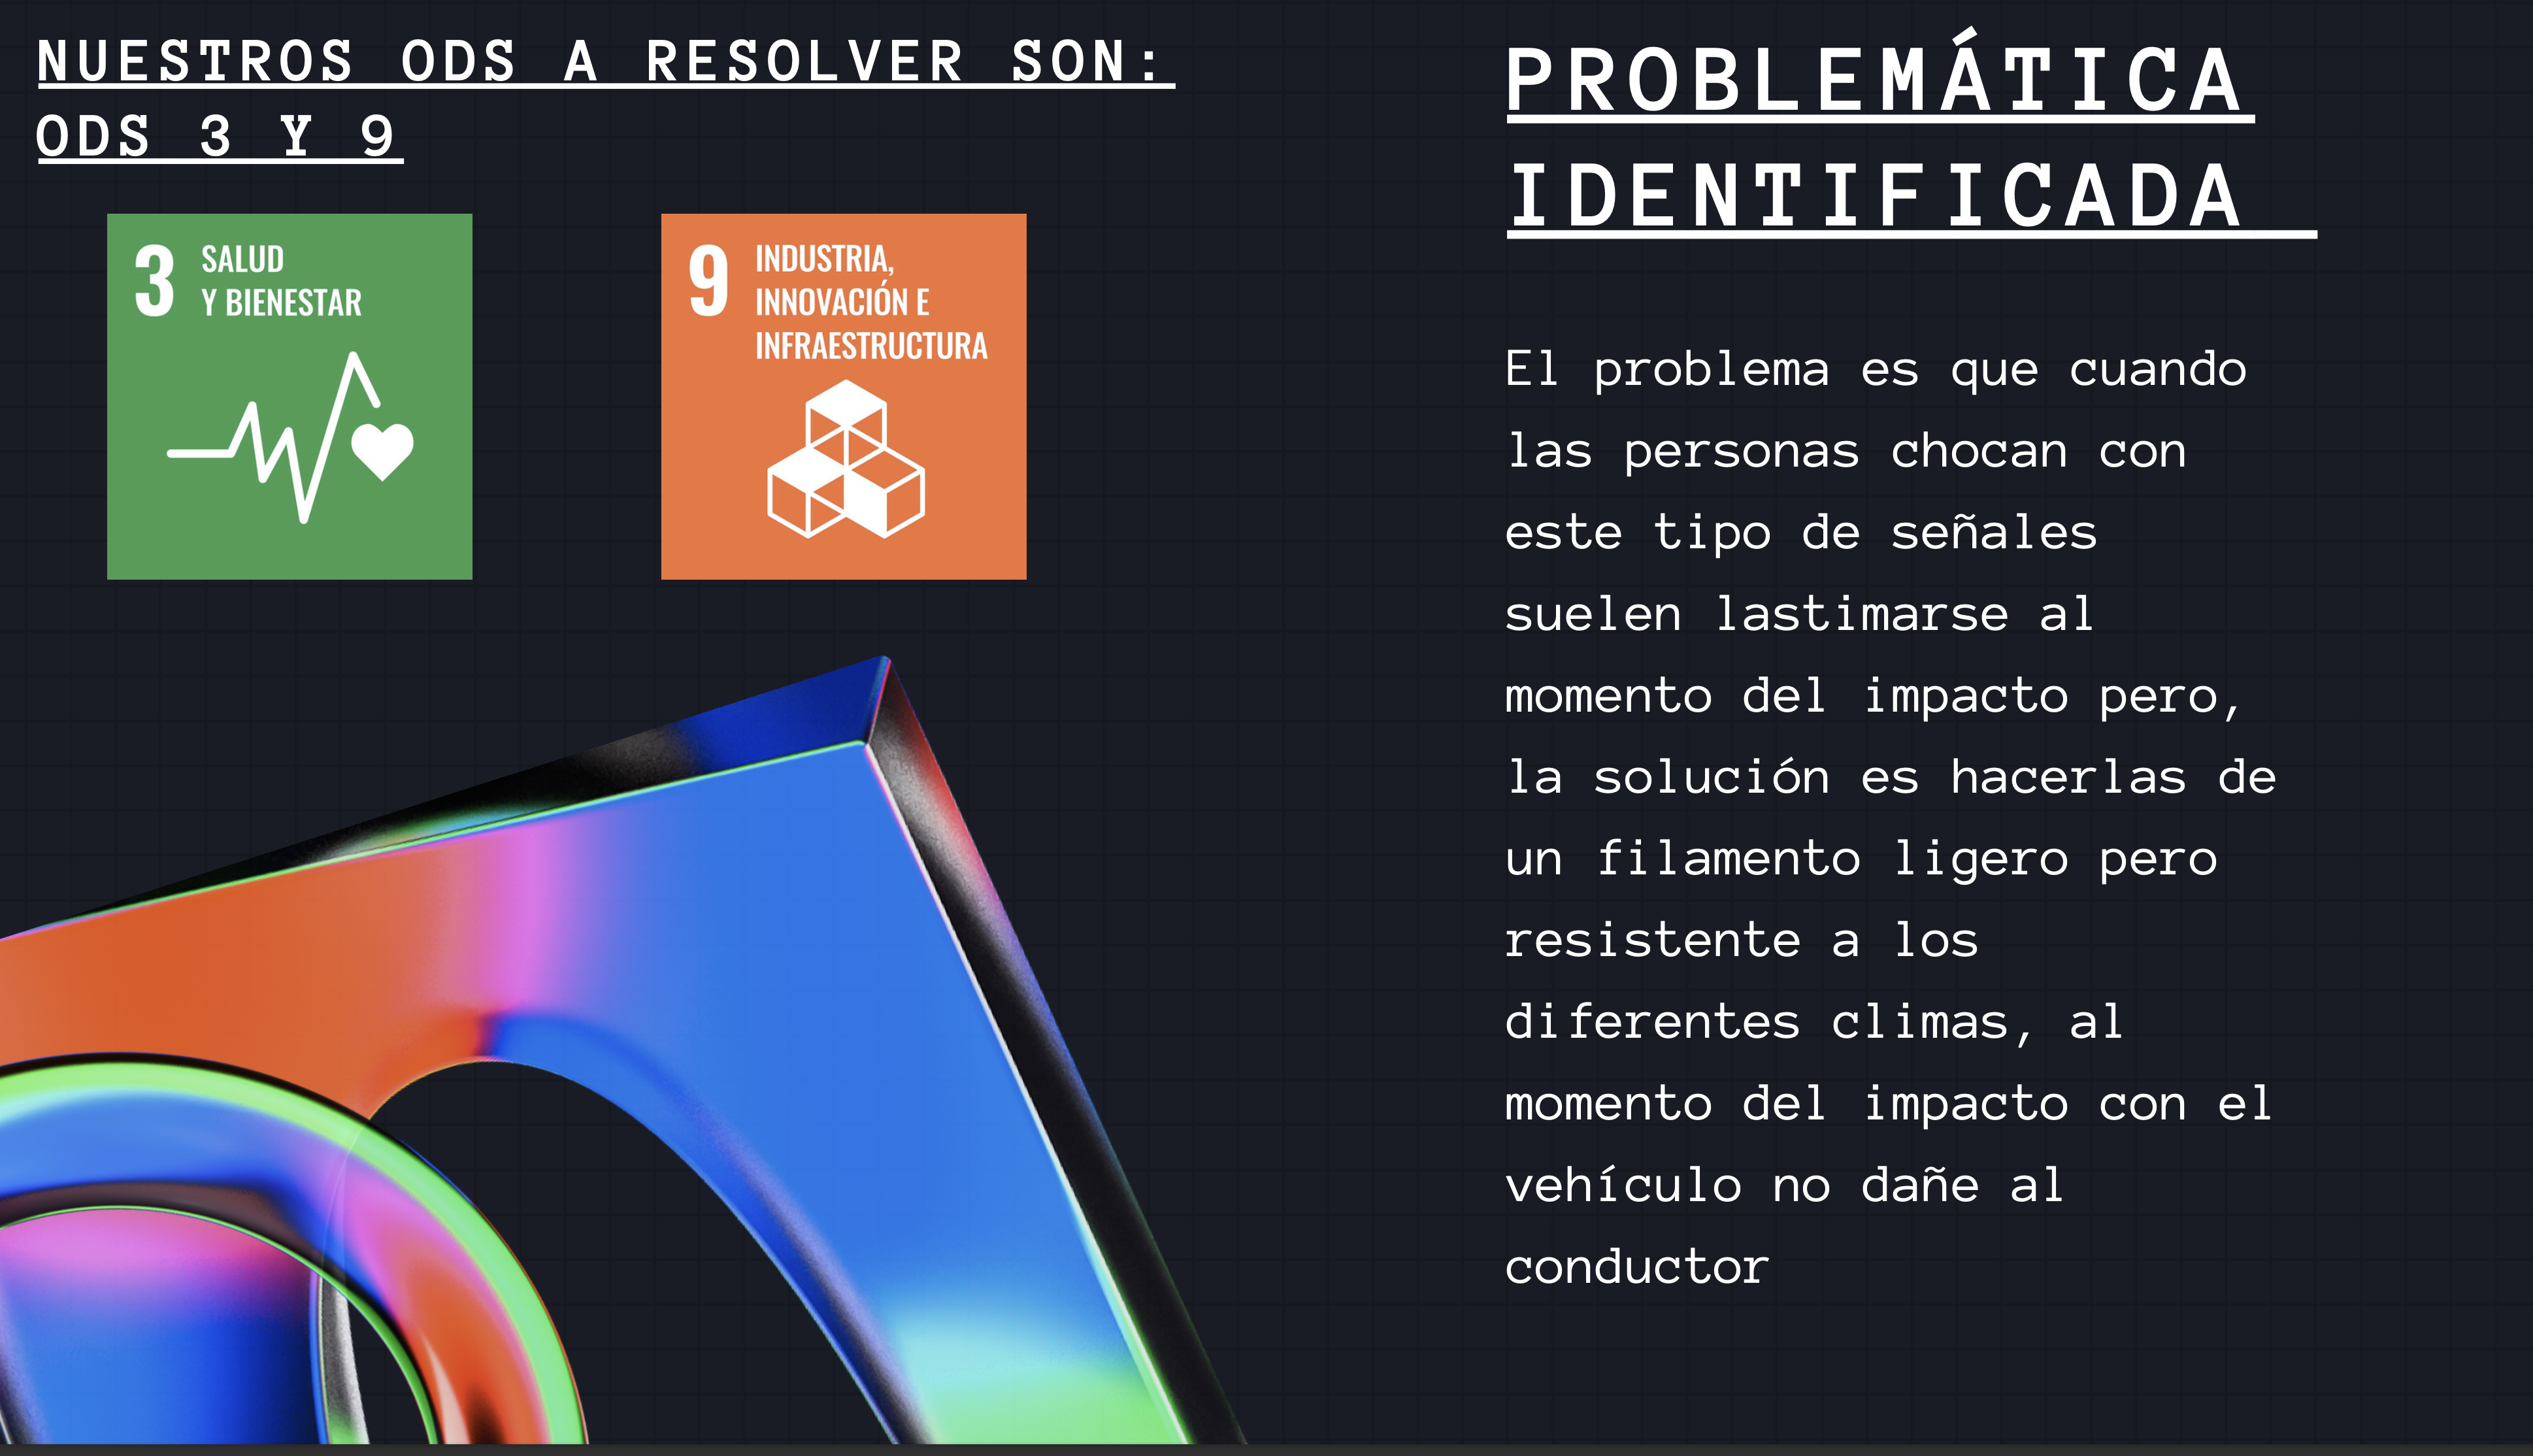 NUESTROS ODS A RESOLVER SON:
ODS 3 Y 9
3 SALUD
Y BIENESTAR
9 INDUSTRIA,
INNOVACIÓN E
INFRAESTRUCTURA
PROBLEMÁTICA
IDENTIFICADA
El problema es que cuando
las personas chocan con
este tipo de señales
suelen lastimarse al
momento del impacto pero,
la solución es hacerlas de
un filamento ligero pero
resistente a los
diferentes climas, al
momento del impacto con el
vehículo no dañe al
conductor